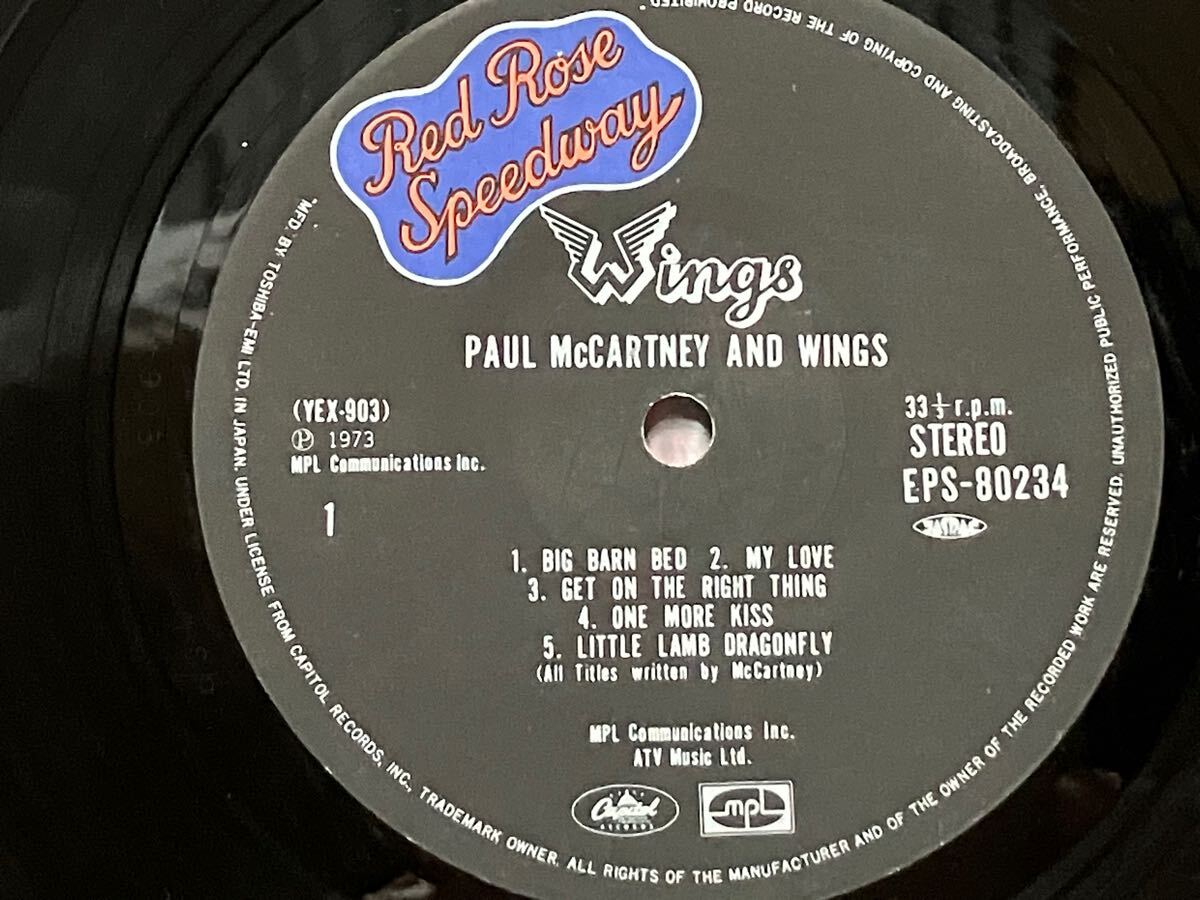 Red Rose
Speedway
Wings
PAUL McCARTNEY AND WINGS
(YEX-903)
Ⓟ 1973
MPL Communications Inc.
1
33⅓ r.p.m.
STEREO
EPS-80234
JASRAC
1. BIG BARN BED 2. MY LOVE
3. GET ON THE RIGHT THING
4. ONE MORE KISS
5. LITTLE LAMB DRAGONFLY
(All Titles written by McCartney)
MPL Communications Inc.
ATV Music Ltd.
Capitol
RECORDS
MPL
"MFD. BY TOSHIBA-EMI LTD. IN JAPAN, UNDER LICENSE FROM CAPITOL RECORDS, INC., TRADEMARK OWNER. ALL RIGHTS OF THE MANUFACTURER AND OF THE OWNER OF THE RECORDED WORK ARE RESERVED. UNAUTHORIZED PUBLIC PERFORMANCE, BROADCASTING AND COPYING OF THE RECORD PROHIBITED."